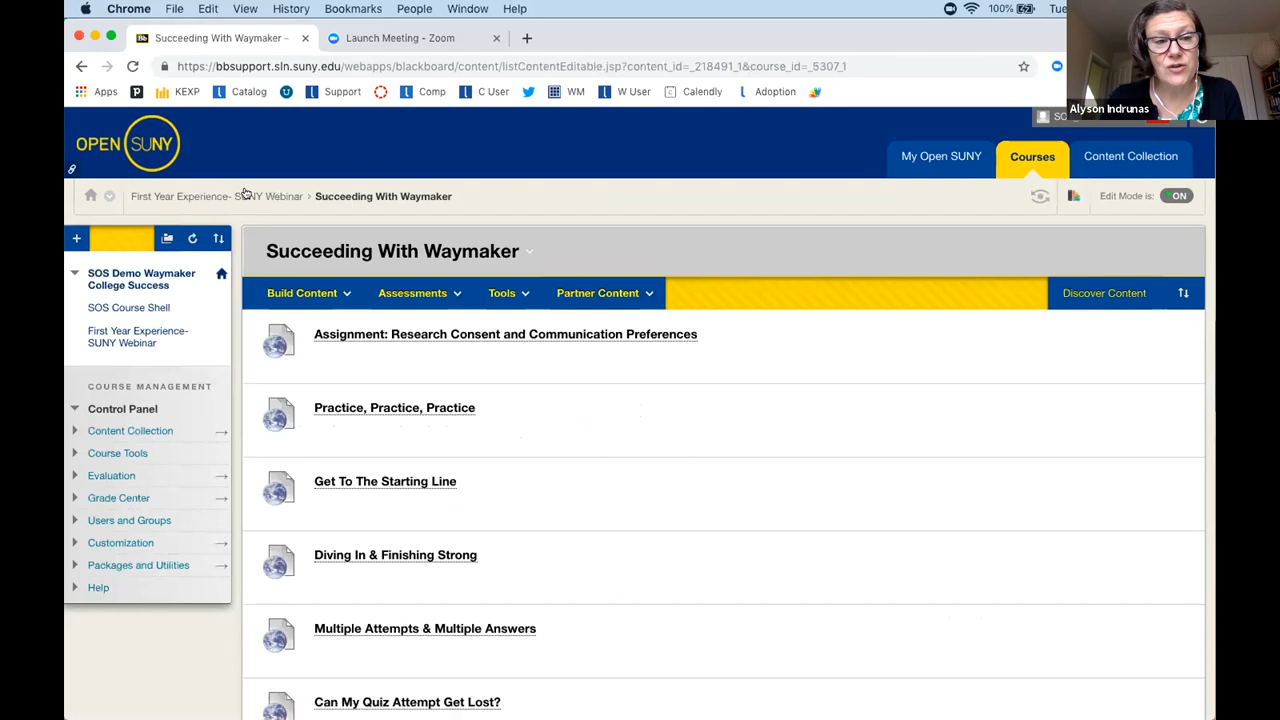 Chrome File Edit View History Bookmarks People Window Help 100% Tue
Succeeding With Waymaker – × Launch Meeting - Zoom × +
https://bbsupport.sln.suny.edu/webapps/blackboard/content/listContentEditable.jsp?content_id=_218491_1&course_id=_5307_1
Apps KEXP Catalog Support Comp C User WM W User Calendly Adoption
Alyson Indrunas
OPEN SUNY
My Open SUNY Courses Content Collection
First Year Experience- SUNY Webinar > Succeeding With Waymaker Edit Mode is: ON
Succeeding With Waymaker
SOS Demo Waymaker
College Success
SOS Course Shell
First Year Experience-
SUNY Webinar
COURSE MANAGEMENT
Control Panel
Content Collection
Course Tools
Evaluation
Grade Center
Users and Groups
Customization
Packages and Utilities
Help
Build Content Assessments Tools Partner Content Discover Content
Assignment: Research Consent and Communication Preferences
Practice, Practice, Practice
Get To The Starting Line
Diving In & Finishing Strong
Multiple Attempts & Multiple Answers
Can My Quiz Attempt Get Lost?